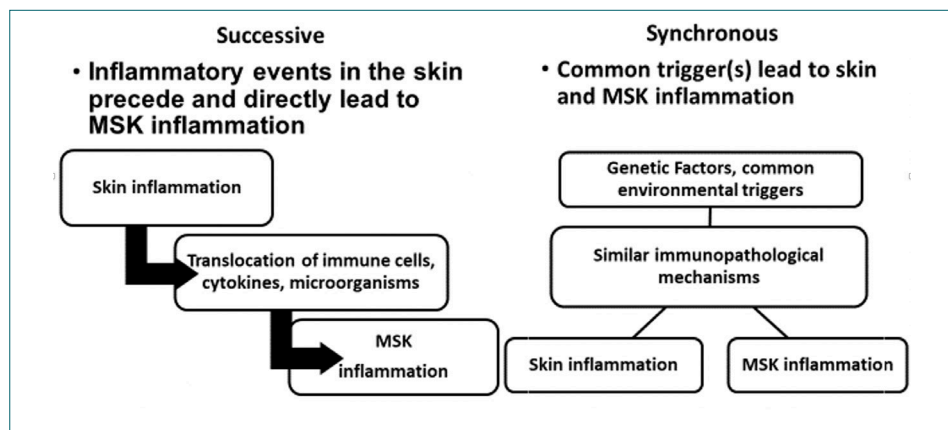 Successive
• Inflammatory events in the skin
precede and directly lead to
MSK inflammation
Skin inflammation
Translocation of immune cells,
cytokines, microorganisms
MSK
inflammation
Synchronous
• Common trigger(s) lead to skin
and MSK inflammation
Genetic Factors, common
environmental triggers
Similar immunopathological
mechanisms
Skin inflammation
MSK inflammation